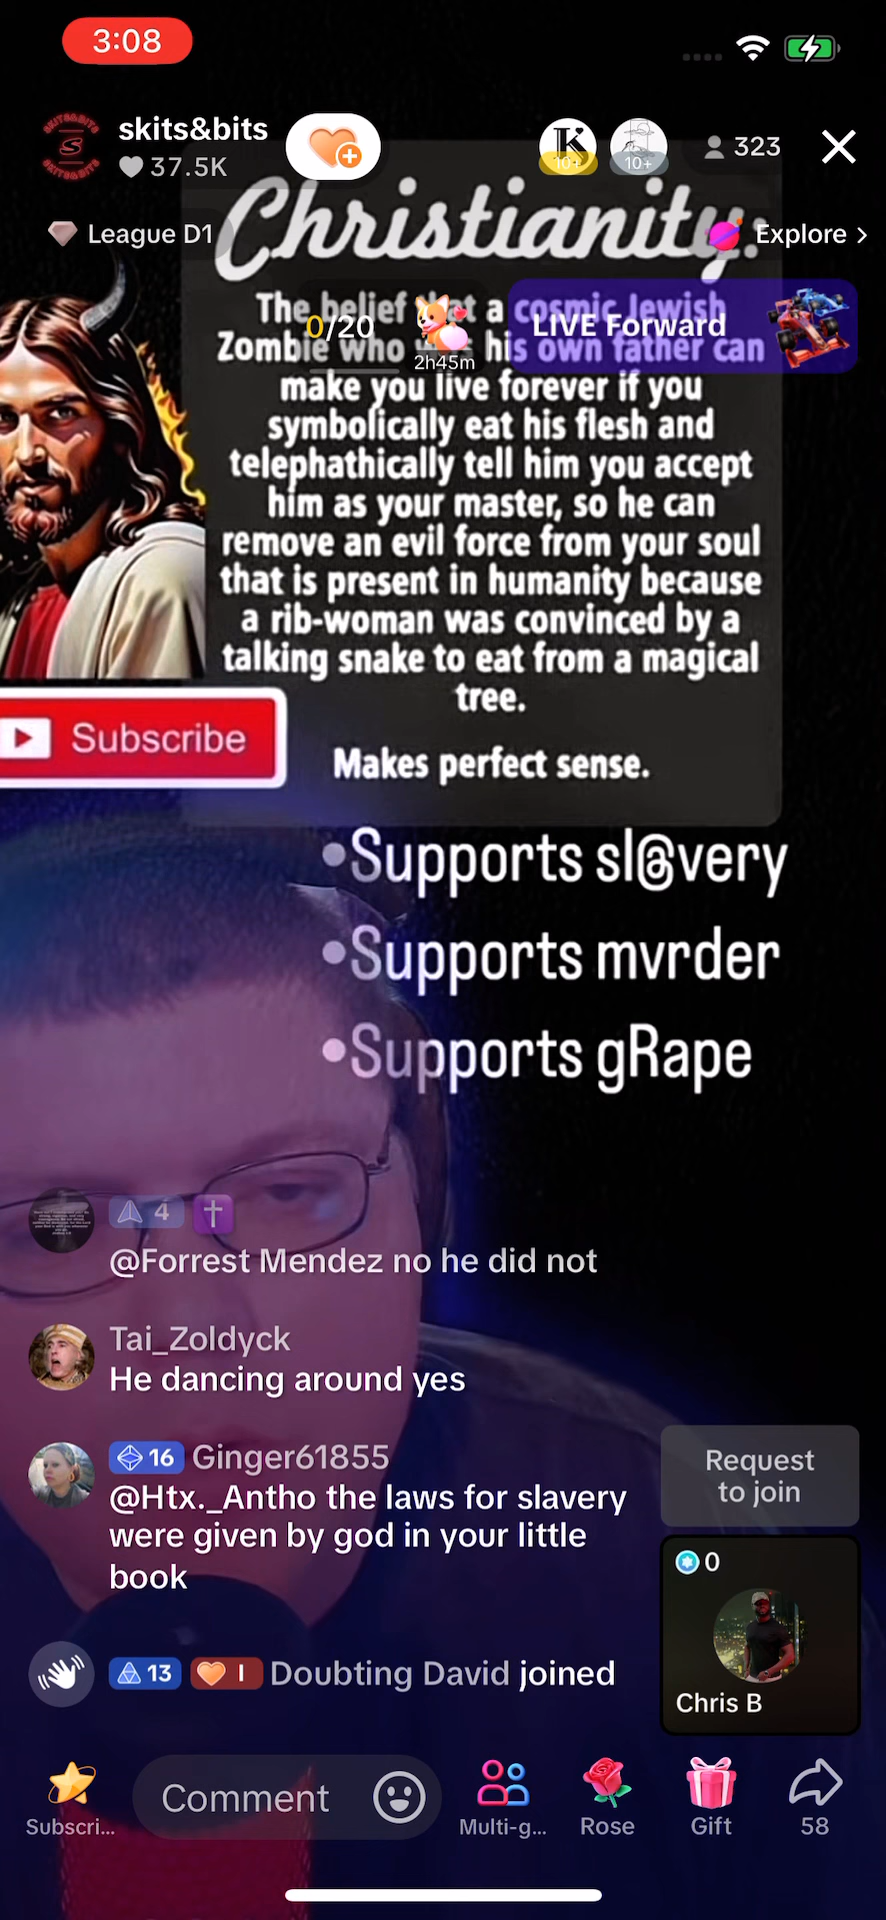 3:08
skits&bits
37.5K
K
10+
10+
323
League D1
Christianity:
Explore >
The belief that a cosmic Jewish
0/20
LIVE Forward
Zombie who his own father can
2h45m
make you live forever if you
symbolically eat his flesh and
telephathically tell him you accept
him as your master, so he can
remove an evil force from your soul
that is present in humanity because
a rib-woman was convinced by a
talking snake to eat from a magical
tree.
Subscribe
Makes perfect sense.
•Supports sl@very
•Supports mvrder
•Supports gRape
4
@Forrest Mendez no he did not
Tai_Zoldyck
He dancing around yes
16 Ginger61855
@Htx._Antho the laws for slavery
were given by god in your little
book
Request
to join
0
Chris B
13 I Doubting David joined
Comment
Subscri...
Multi-g...
Rose
Gift
58